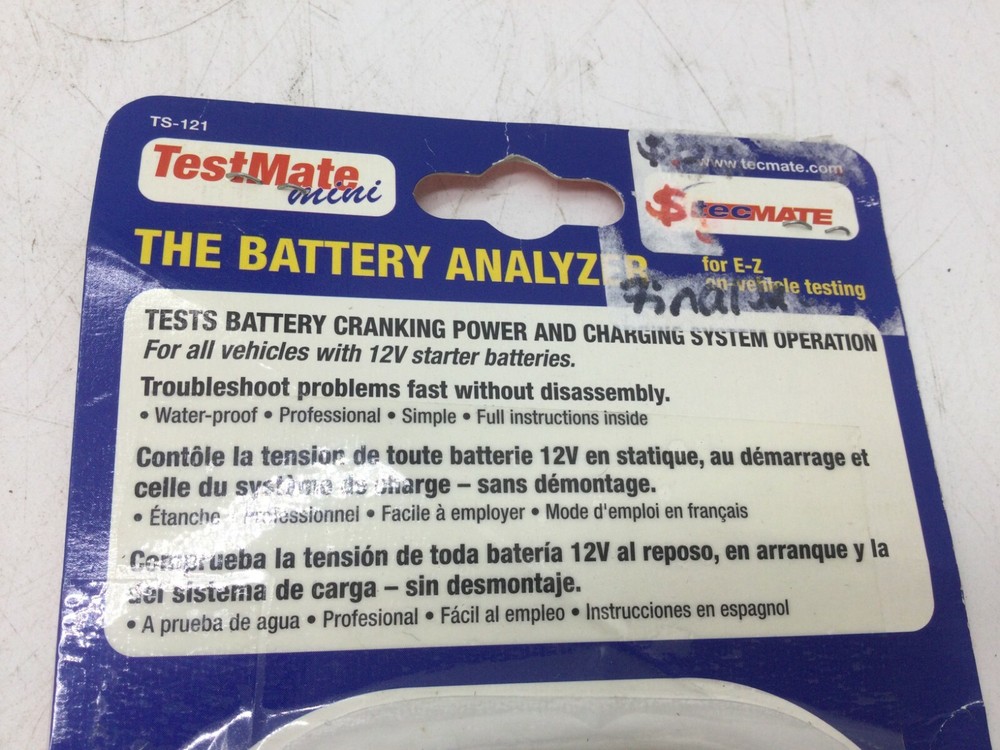 TS-121
TestMate
mini
www.tecmate.com
tecMATE
THE BATTERY ANALYZER
for E-Z
on-vehicle testing
Final
TESTS BATTERY CRANKING POWER AND CHARGING SYSTEM OPERATION
For all vehicles with 12V starter batteries.
Troubleshoot problems fast without disassembly.
• Water-proof • Professional • Simple • Full instructions inside
Contôle la tension de toute batterie 12V en statique, au démarrage et
celle du système de charge – sans démontage.
• Étanche • Professionnel • Facile à employer • Mode d'emploi en français
Comprueba la tensión de toda batería 12V al reposo, en arranque y la
del sistema de carga – sin desmontaje.
• A prueba de agua • Profesional • Fácil al empleo • Instrucciones en espagnol